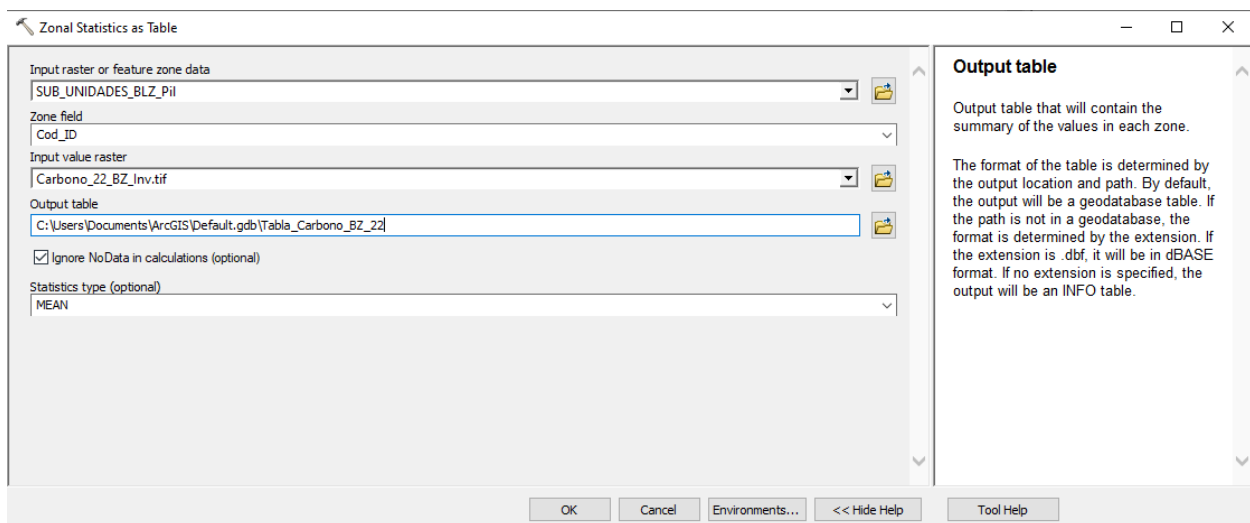 Zonal Statistics as Table
Input raster or feature zone data
SUB_UNIDADES_BLZ_Pil
Zone field
Cod_ID
Input value raster
Carbono_22_BZ_Inv.tif
Output table
C:\Users\Documents\ArcGIS\Default.gdb\Tabla_Carbono_BZ_22
Ignore NoData in calculations (optional)
Statistics type (optional)
MEAN
Output table
Output table that will contain the
summary of the values in each zone.
The format of the table is determined by
the output location and path. By default,
the output will be a geodatabase table. If
the path is not in a geodatabase, the
format is determined by the extension. If
the extension is .dbf, it will be in dBASE
format. If no extension is specified, the
output will be an INFO table.
OK
Cancel
Environments...
<< Hide Help
Tool Help